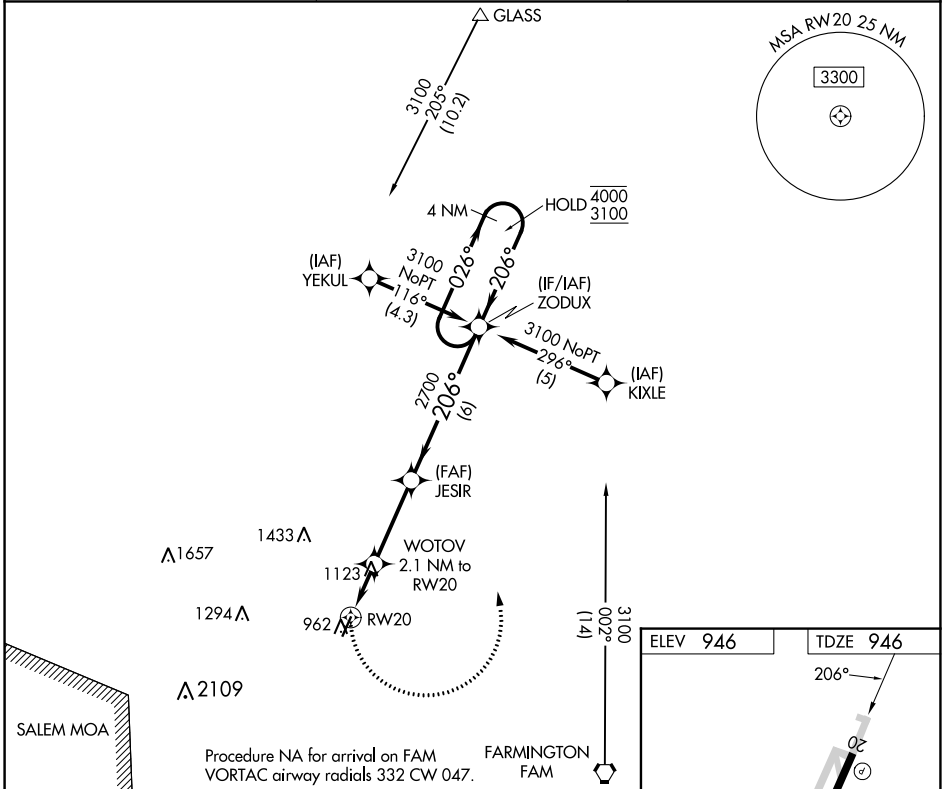 GLASS
MSA RW20 25 NM
3300
3100
205°
(10.2)
4 NM
HOLD
4000
3100
(IAF)
YEKUL
3100
NoPT
116°
(4.3)
026°
206°
(IF/IAF)
ZODUX
3100 NoPT
296°
(5)
(IAF)
KIXLE
2700
206°
(6)
(FAF)
JESIR
1433
1657
WOTOV
2.1 NM to
RW20
1123
1294
962
RW20
3100
002°
(14)
2109
SALEM MOA
Procedure NA for arrival on FAM
VORTAC airway radials 332 CW 047.
FARMINGTON
FAM
ELEV 946
TDZE 946
206°
20
P